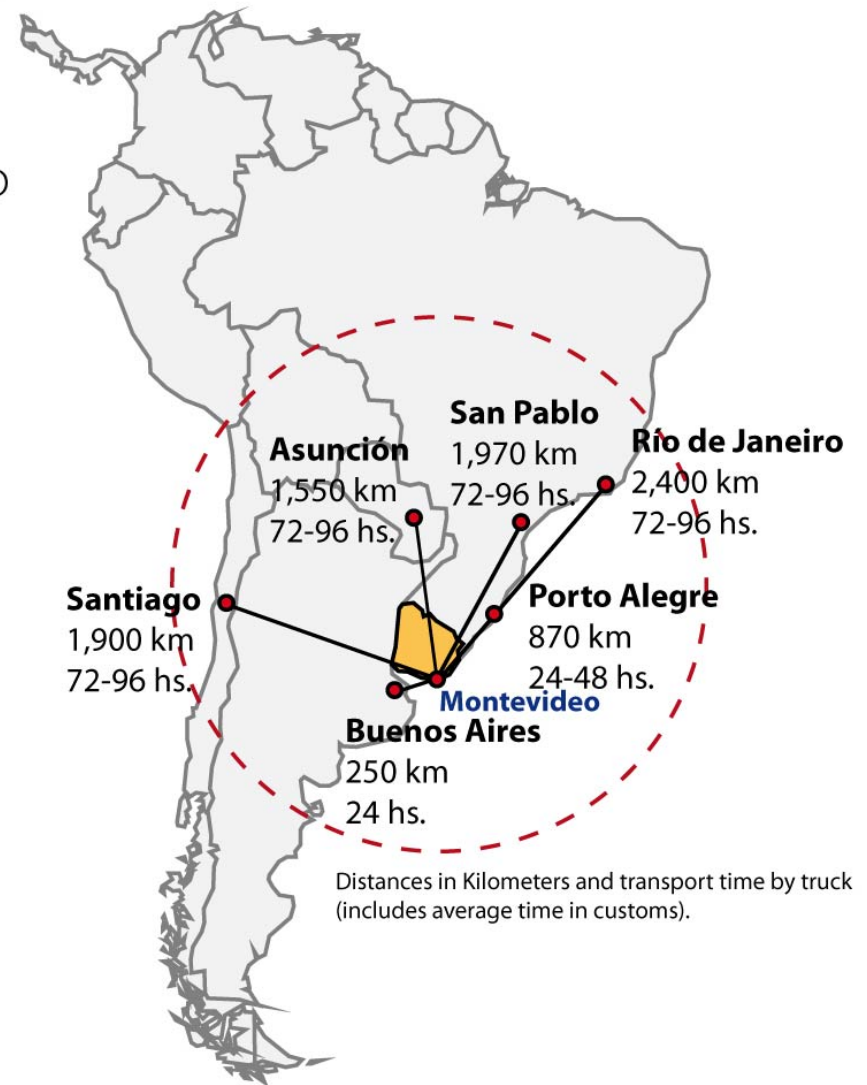 San Pablo
1,970 km
72-96 hs.
Río de Janeiro
2,400 km
72-96 hs.
Asunción
1,550 km
72-96 hs.
Santiago
1,900 km
72-96 hs.
Porto Alegre
870 km
24-48 hs.
Montevideo
Buenos Aires
250 km
24 hs.
Distances in Kilometers and transport time by truck
(includes average time in customs).